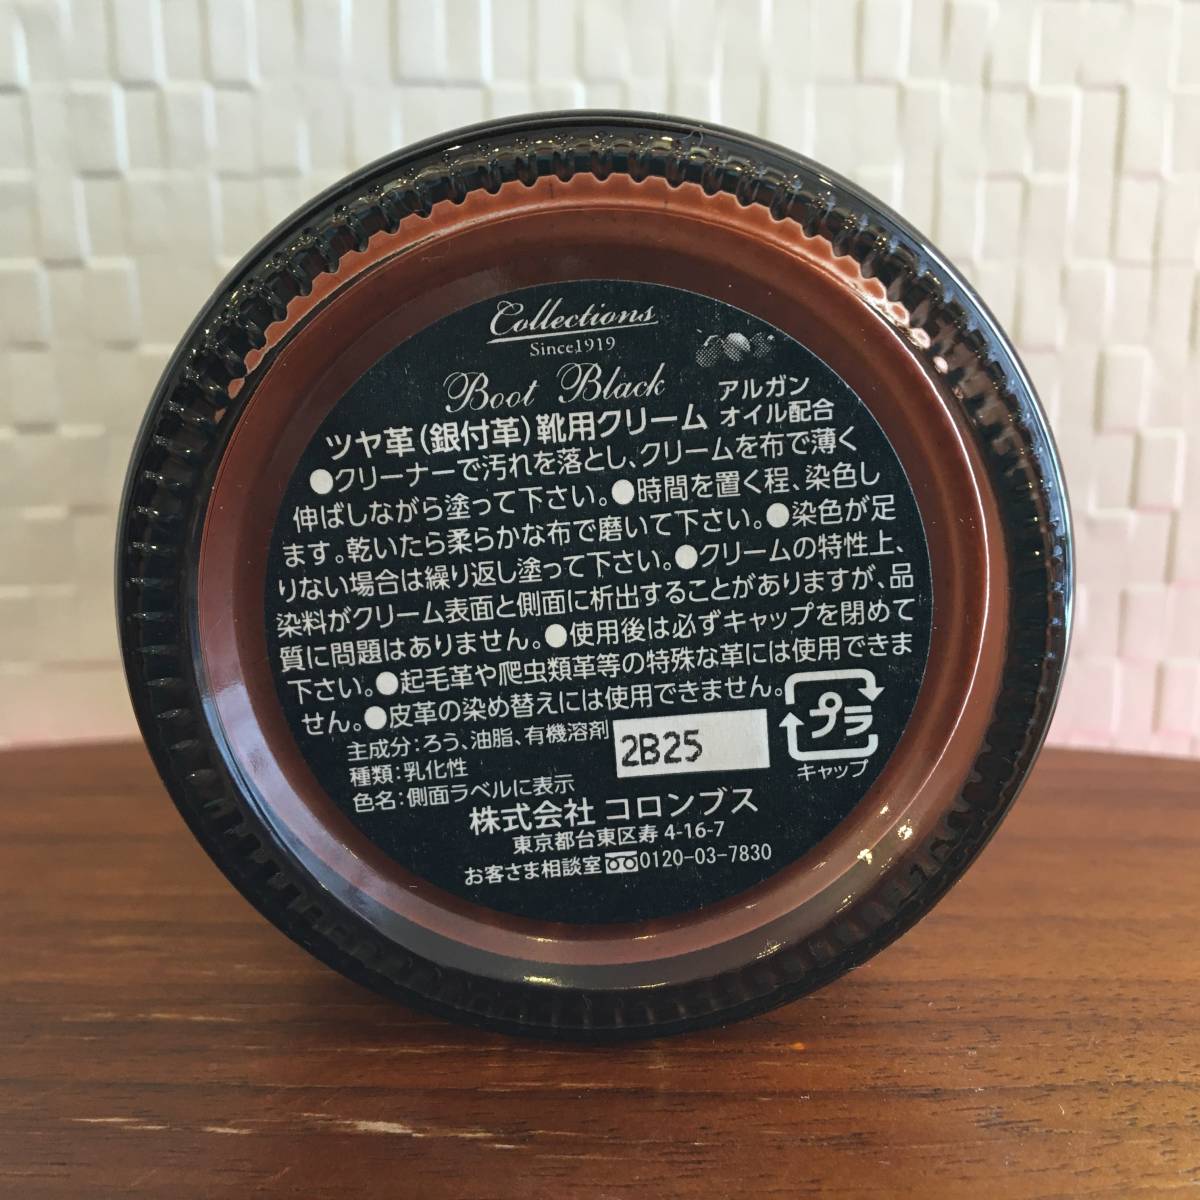 Collections
Since1919
Boot Black
アルガン
オイル配合
ツヤ革(銀付革)靴用クリーム
●クリーナーで汚れを落とし、クリームを布で薄く
伸ばしながら塗って下さい。●時間を置く程、染色し
ます。乾いたら柔らかな布で磨いて下さい。●染色が足
りない場合は繰り返し塗って下さい。●クリームの特性上、
染料がクリーム表面と側面に析出することがありますが、品
質に問題はありません。●使用後は必ずキャップを閉めて
下さい。●起毛革や爬虫類革等の特殊な革には使用できま
せん。●皮革の染め替えには使用できません。
主成分:ろう、油脂、有機溶剤
種類:乳化性
色名:側面ラベルに表示
2B25
プラ
キャップ
株式会社 コロンブス
東京都台東区寿 4-16-7
お客さま相談室 0120-03-7830